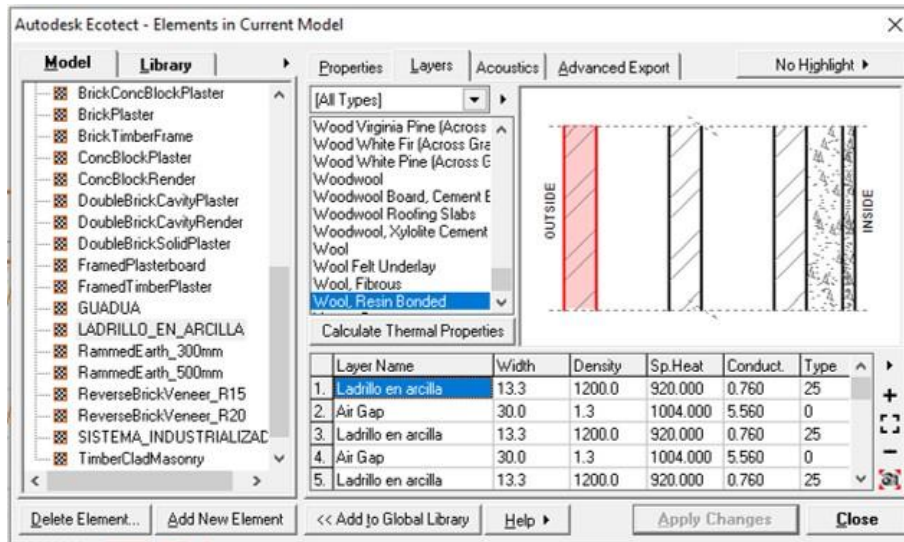 Autodesk Ecotect - Elements in Current Model
Model Library
Properties Layers Acoustics Advanced Export No Highlight
BrickConcBlockPlaster
BrickPlaster
BrickTimberFrame
ConcBlockPlaster
ConcBlockRender
DoubleBrickCavityPlaster
DoubleBrickCavityRender
DoubleBrickSolidPlaster
FramedPlasterboard
FramedTimberPlaster
GUADUA
LADRILLO_EN_ARCILLA
RammedEarth_300mm
RammedEarth_500mm
ReverseBrickVeneer_R15
ReverseBrickVeneer_R20
SISTEMA_INDUSTRIALIZAD
TimberCladMasonry
[All Types]
Wood Virginia Pine (Across
Wood White Fir (Across Gra
Wood White Pine (Across G
Woodwool
Woodwool Board, Cement B
Woodwool Roofing Slabs
Woodwool, Xylolite Cement
Wool
Wool Felt Underlay
Wool, Fibrous
Wool, Resin Bonded
Calculate Thermal Properties
OUTSIDE
INSIDE
Layer Name Width Density Sp.Heat Conduct. Type
1. Ladrillo en arcilla 13.3 1200.0 920.000 0.760 25
2. Air Gap 30.0 1.3 1004.000 5.560 0
3. Ladrillo en arcilla 13.3 1200.0 920.000 0.760 25
4. Air Gap 30.0 1.3 1004.000 5.560 0
5. Ladrillo en arcilla 13.3 1200.0 920.000 0.760 25
Delete Element... Add New Element << Add to Global Library Help Apply Changes Close